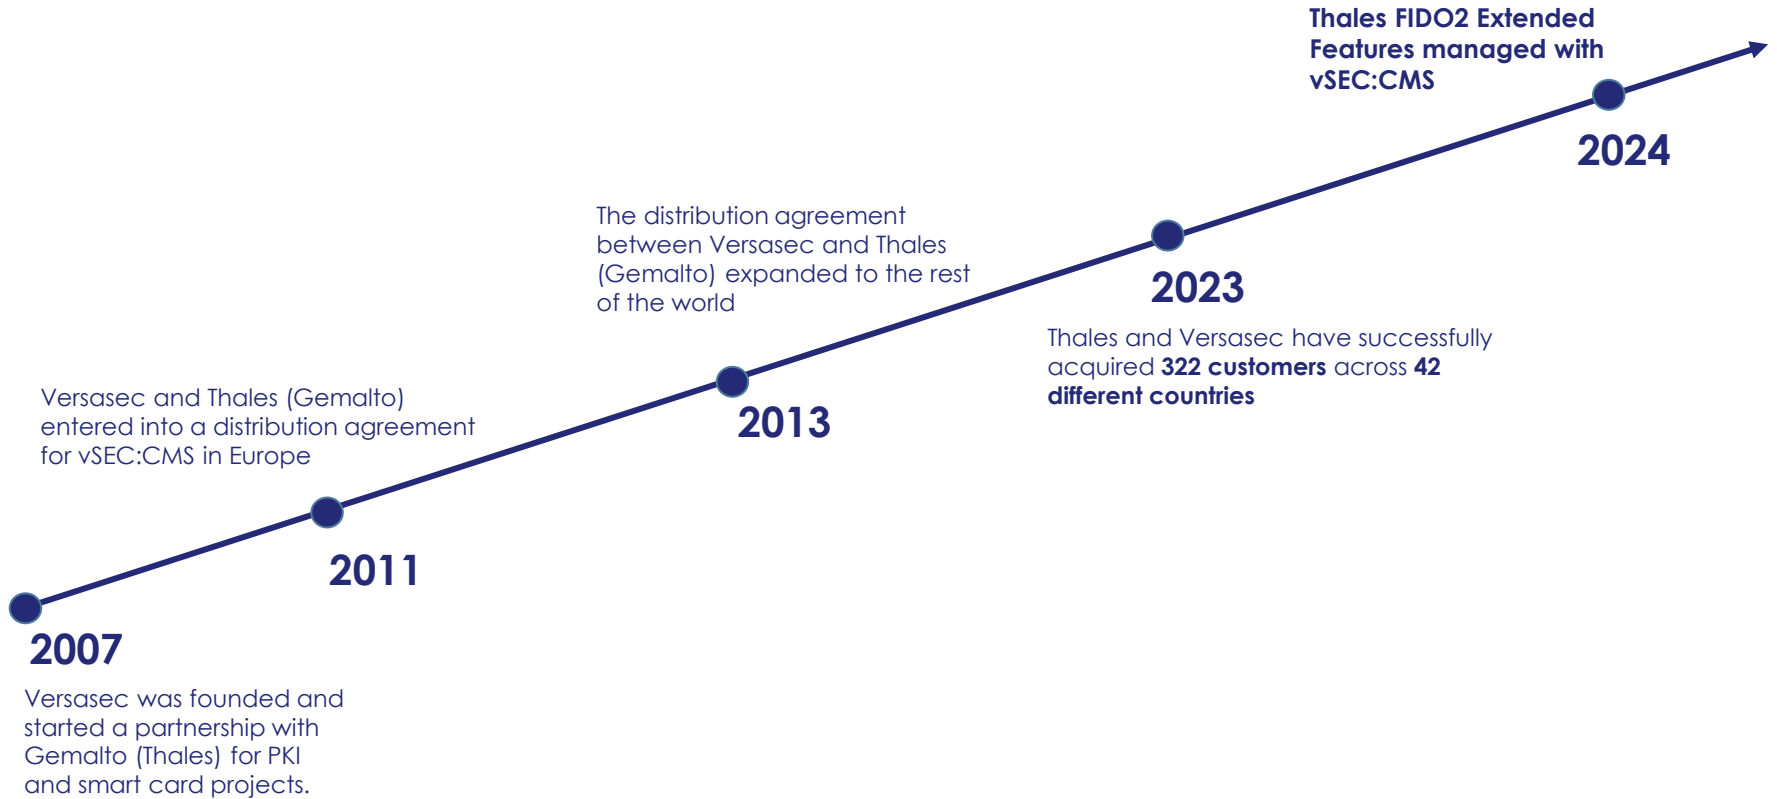 Thales FIDO2 Extended
Features managed with
vSEC:CMS
2024
The distribution agreement
between Versasec and Thales
(Gemalto) expanded to the rest
of the world
2023
Thales and Versasec have successfully
acquired 322 customers across 42
different countries
Versasec and Thales (Gemalto)
entered into a distribution agreement
for vSEC:CMS in Europe
2013
2011
2007
Versasec was founded and
started a partnership with
Gemalto (Thales) for PKI
and smart card projects.